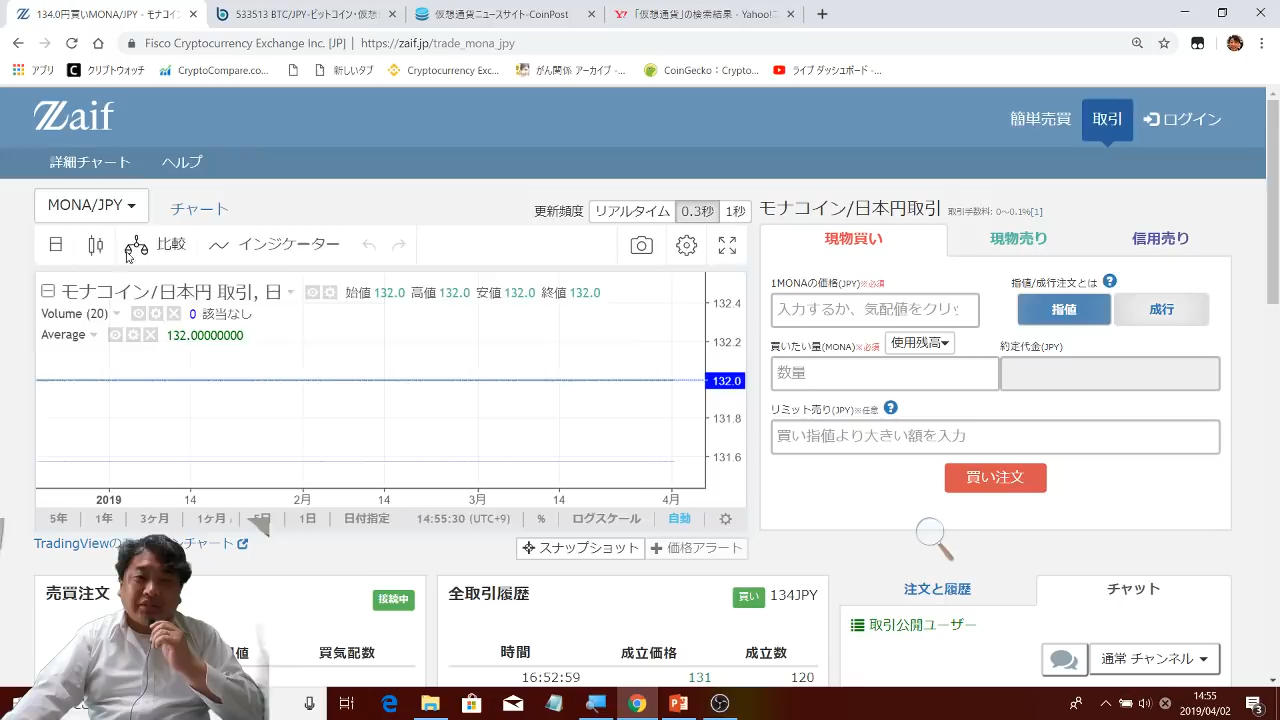 134.0円買いMONA/JPY - モナコイン
533513 BTC/JPY-ビットコイン・仮想
仮想通貨ニュースサイト-CoinPost
「仮想通貨」の検索結果 - Yahoo!ニ
Fisco Cryptocurrency Exchange Inc. [JP] | https://zaif.jp/trade_mona_jpy
アプリ クリプトウォッチ CryptoCompare.co... 新しいタブ Cryptocurrency Exc... がん関係 アーカイブ -... CoinGecko：Crypto... ライブ ダッシュボード -...
Zaif
簡単売買 取引 ログイン
詳細チャート ヘルプ
MONA/JPY チャート
更新頻度 リアルタイム 0.3秒 1秒
日 比較 インジケーター
モナコイン/日本円 取引, 日 始値 132.0 高値 132.0 安値 132.0 終値 132.0
Volume (20) 0 該当なし
Average 132.00000000
132.4
132.2
132.0
131.8
131.6
2019 14 2月 14 3月 14 4月
5年 1年 3ヶ月 1ヶ月 5日 1日 日付指定 14:55:30 (UTC+9) % ログスケール 自動
スナップショット 価格アラート
モナコイン/日本円取引 取引手数料: 0～0.1%[1]
現物買い 現物売り 信用売り
1MONAの価格(JPY)※必須 指値/成行注文とは ?
入力するか、気配値をクリッ 指値 成行
買いたい量(MONA)※必須 使用残高 約定代金(JPY)
数量
リミット売り(JPY)※任意 ?
買い指値より大きい額を入力
買い注文
売買注文 接続中
買気配数
全取引履歴 買い 134JPY
時間 成立価格 成立数
16:52:59 131 120
注文と履歴 チャット
取引公開ユーザー
通常 チャンネル
14:55
2019/04/02
3